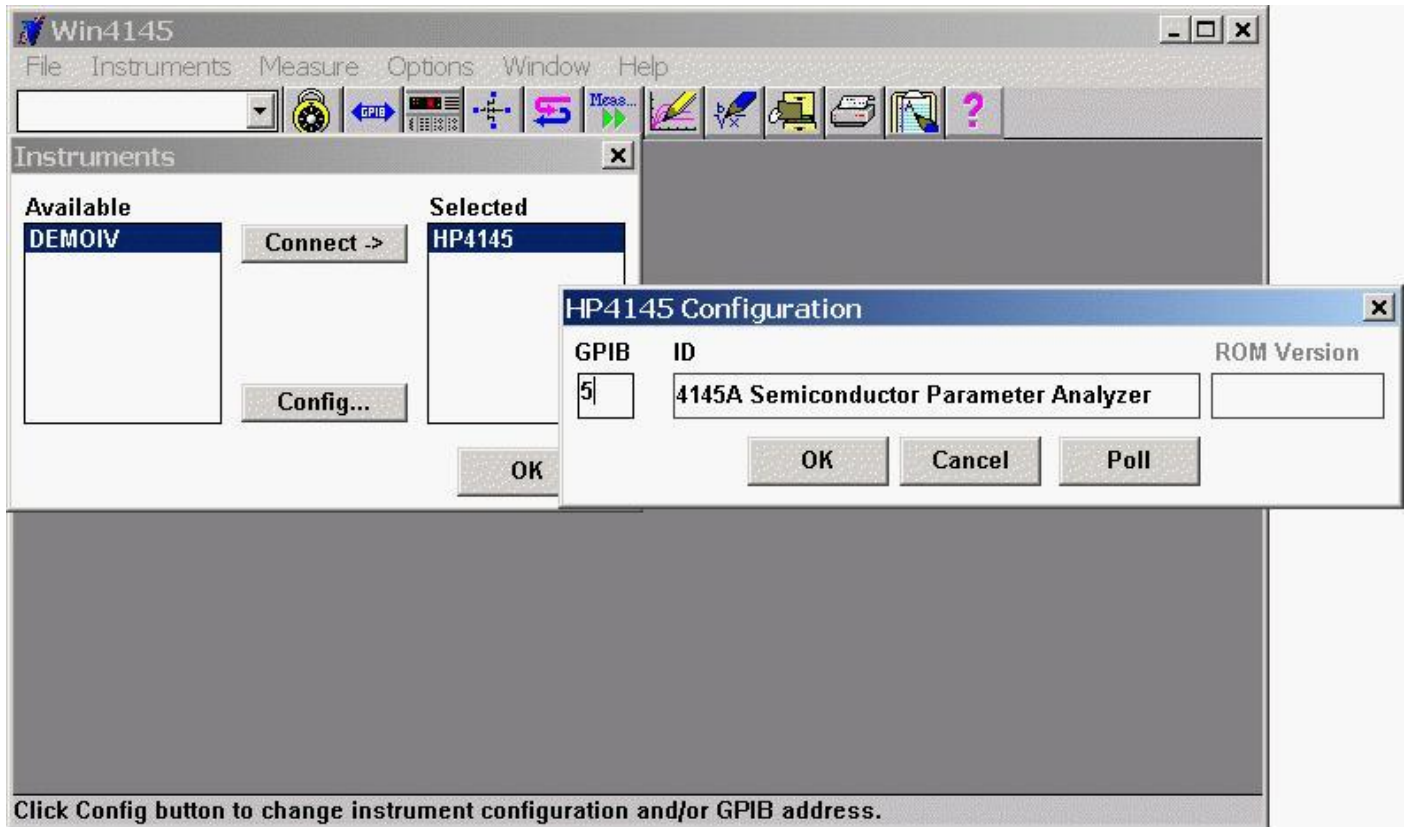 Win4145
File Instruments Measure Options Window Help
GPIB
Meas...
?
Instruments
Available
Selected
DEMOIV
Connect ->
HP4145
Config...
OK
HP4145 Configuration
GPIB ID ROM Version
5 4145A Semiconductor Parameter Analyzer
OK Cancel Poll
Click Config button to change instrument configuration and/or GPIB address.